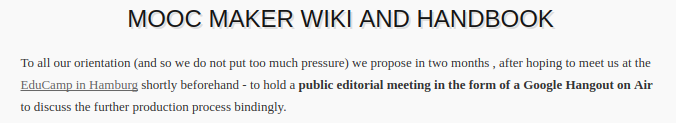 MOOC MAKER WIKI AND HANDBOOK
To all our orientation (and so we do not put too much pressure) we propose in two months , after hoping to meet us at the
EduCamp in Hamburg shortly beforehand - to hold a public editorial meeting in the form of a Google Hangout on Air
to discuss the further production process bindingly.